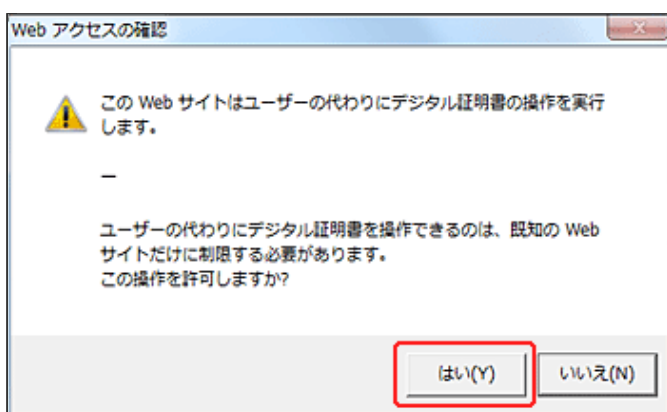 Web アクセスの確認
この Web サイトはユーザーの代わりにデジタル証明書の操作を実行
します。
—
ユーザーの代わりにデジタル証明書を操作できるのは、既知の Web
サイトだけに制限する必要があります。
この操作を許可しますか?
はい(Y)
いいえ(N)